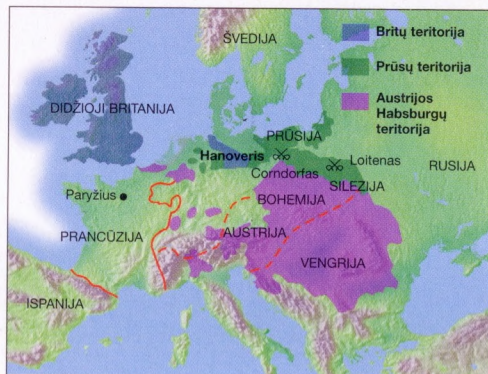 ŠVEDIJA
Britų teritorija
Prūsų teritorija
Austrijos
Habsburgų
teritorija
DIDŽIOJI BRITANIJA
PRŪSIJA
Hanoveris
Loitenas
Corndorfas
RUSIJA
SILEZIJA
Paryžius
BOHEMIJA
PRANCŪZIJA
AUSTRIJA
VENGRIJA
ISPANIJA